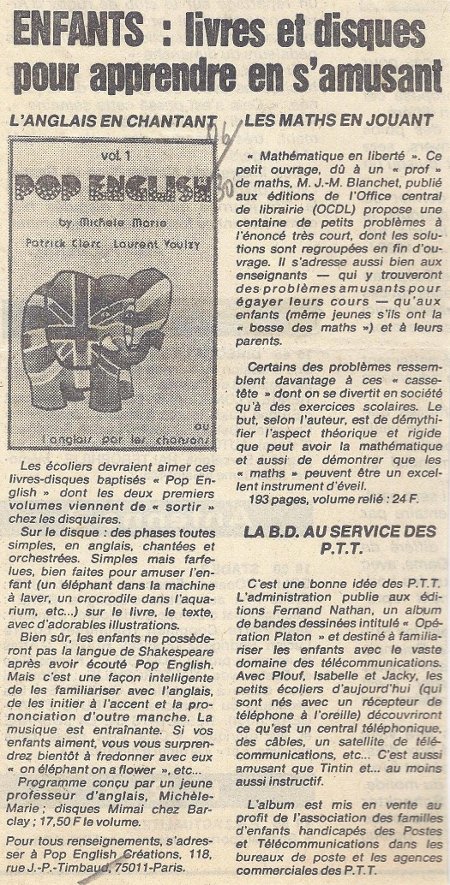 ENFANTS : livres et disques
pour apprendre en s'amusant
L'ANGLAIS EN CHANTANT
vol. 1
POP ENGLISH
by Michele Marie
Patrick Clerc Laurent Voulzy
ou
l'anglais par les chansons
Les écoliers devraient aimer ces
livres-disques baptisés « Pop En-
glish » dont les deux premiers
volumes viennent de « sortir »
chez les disquaires.
Sur le disque : des phases toutes
simples, en anglais, chantées et
orchestrées. Simples mais farfe-
lues, bien faites pour amuser l'en-
fant (un éléphant dans la machine
à laver, un crocodile dans l'aqua-
rium, etc...) sur le livre, le texte,
avec d'adorables illustrations.
Bien sûr, les enfants ne possède-
ront pas la langue de Shakespeare
après avoir écouté Pop English.
Mais c'est une façon intelligente
de les familiariser avec l'anglais,
de les initier à l'accent et la pro-
nonciation d'outre manche. La
musique est entraînante. Si vos
enfants aiment, vous vous surpren-
drez bientôt à fredonner avec eux
« on éléphant on a flower », etc...
Programme conçu par un jeune
professeur d'anglais, Michèle-
Marie ; disques Mimai chez Bar-
clay ; 17,50 F le volume.
Pour tous renseignements, s'adres-
ser à Pop English Créations, 118,
rue J.-P.-Timbaud, 75011-Paris.
LES MATHS EN JOUANT
« Mathématique en liberté ». Ce
petit ouvrage, dû à un « prof »
de maths, M. J.-M. Blanchet, publié
aux éditions de l'Office central
de librairie (OCDL) propose une
centaine de petits problèmes à
l'énoncé très court, dont les solu-
tions sont regroupées en fin d'ou-
vrage. Il s'adresse aussi bien aux
enseignants — qui y trouveront
des problèmes amusants pour
égayer leurs cours — qu'aux
enfants (même jeunes s'ils ont la
« bosse des maths ») et à leurs
parents.
Certains des problèmes ressem-
blent davantage à ces « casse-
tête » dont on se divertit en société
qu'à des exercices scolaires. Le
but, selon l'auteur, est de démythi-
fier l'aspect théorique et rigide
que peut avoir la mathématique
et aussi de démontrer que les
« maths » peuvent être un excel-
lent instrument d'éveil.
193 pages, volume relié : 24 F.
LA B.D. AU SERVICE DES
P.T.T.
C'est une bonne idée des P.T.T.
L'administration publie aux édi-
tions Fernand Nathan, un album
de bandes dessinées intitulé « Opé-
ration Platon » et destiné à familia-
riser les enfants avec le vaste
domaine des télécommunications.
Avec Plouf, Isabelle et Jacky, les
petits écoliers d'aujourd'hui (qui
sont nés avec un récepteur de
téléphone à l'oreille) découvriront
ce qu'est un central téléphonique,
des câbles, un satellite de télé-
communications, etc... C'est aussi
amusant que Tintin et... au moins
aussi instructif.
L'album est mis en vente au
profit de l'association des familles
d'enfants handicapés des Postes
et Télécommunications dans les
bureaux de poste et les agences
commerciales des P.T.T.